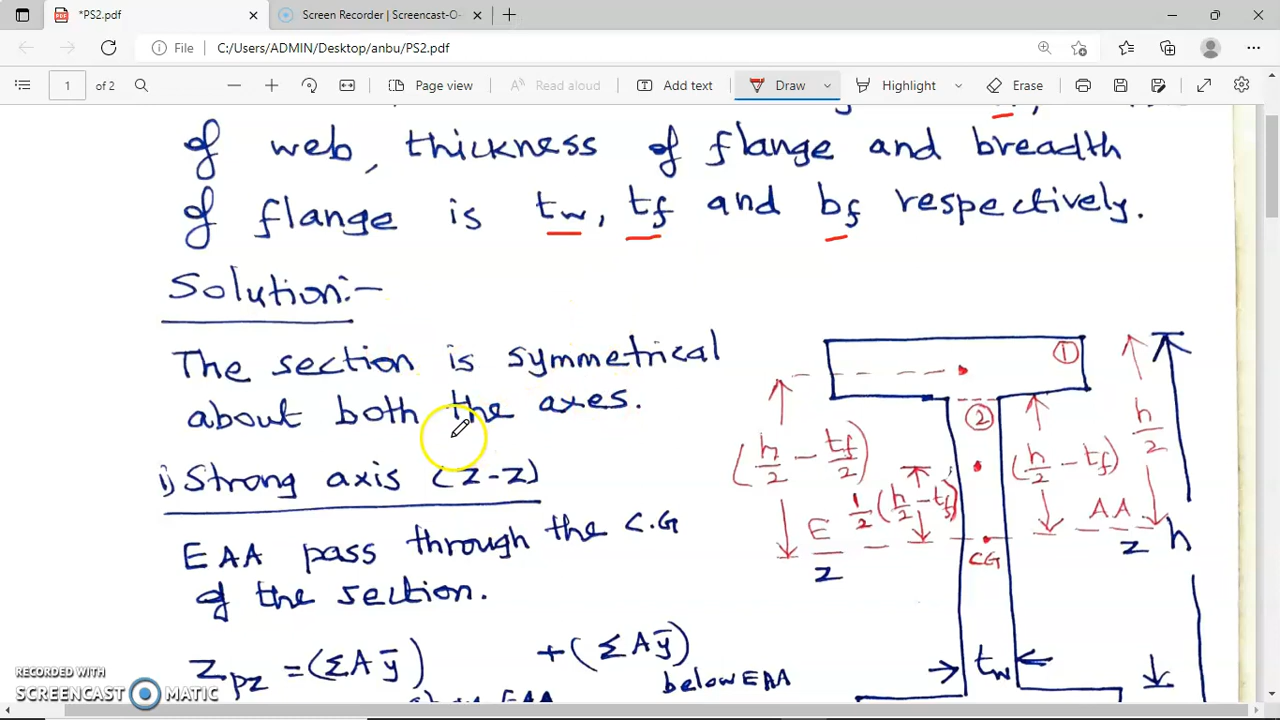 *PS2.pdf
Screen Recorder | Screencast-O-
File
C:/Users/ADMIN/Desktop/anbu/PS2.pdf
1 of 2
Page view
Read aloud
Add text
Draw
Highlight
Erase
of web, thickness of flange and breadth
of flange is tw, tf and bf respectively.
Solution:-
The section is symmetrical
about both the axes.
i) Strong axis (z-z)
EAA pass through the C.G
of the section.
Zpz = (ΣAȳ) + (ΣAȳ)
below EAA
①
②
(h/2 - tf/2)
1/2 (h/2 - tf)
(h/2 - tf)
h/2
h
E
z
AA
z
CG
tw
RECORDED WITH
SCREENCAST MATIC